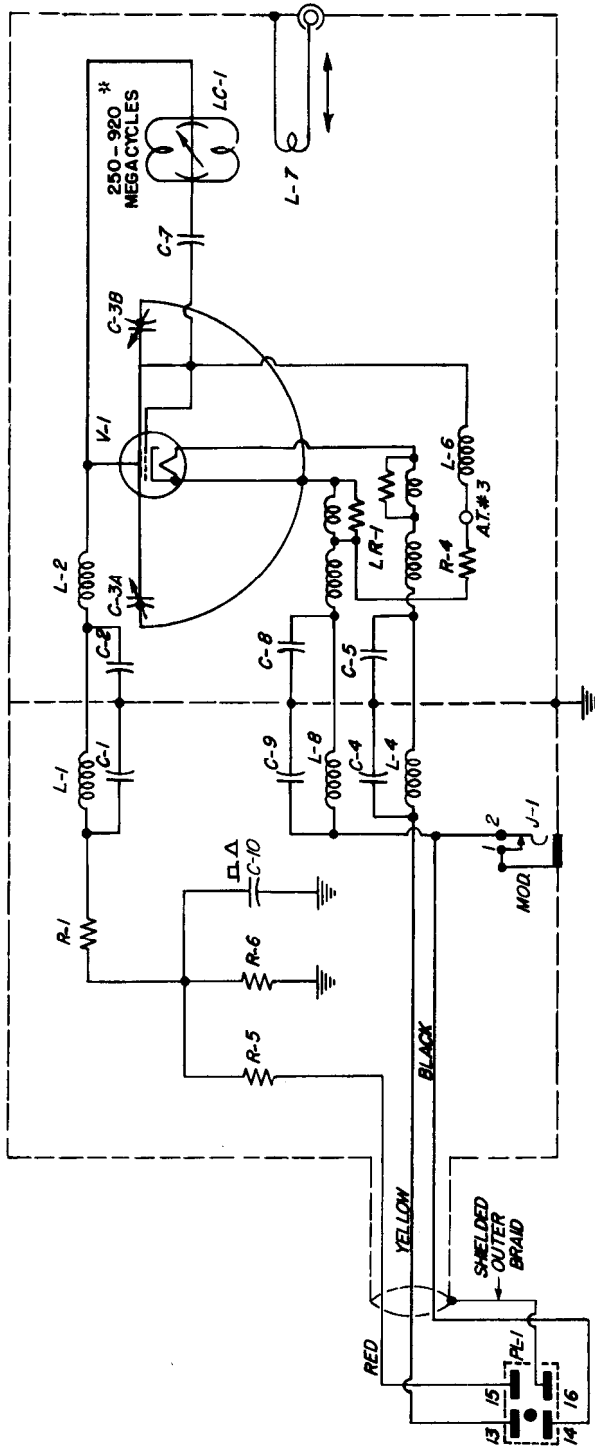 250-920 *
MEGACYCLES
LC-1
L-7
C-7
C-3B
V-1
L-2
C-3A
C-2
L-6
A.T.#3
R-4
LR-1
C-8
C-5
L-1
C-1
C-9
L-8
C-4
L-4
R-1
C-10
R-6
R-5
1
2
J-1
MOD.
BLACK
YELLOW
RED
SHIELDED
OUTER
BRAID
PL-1
13
15
14
16